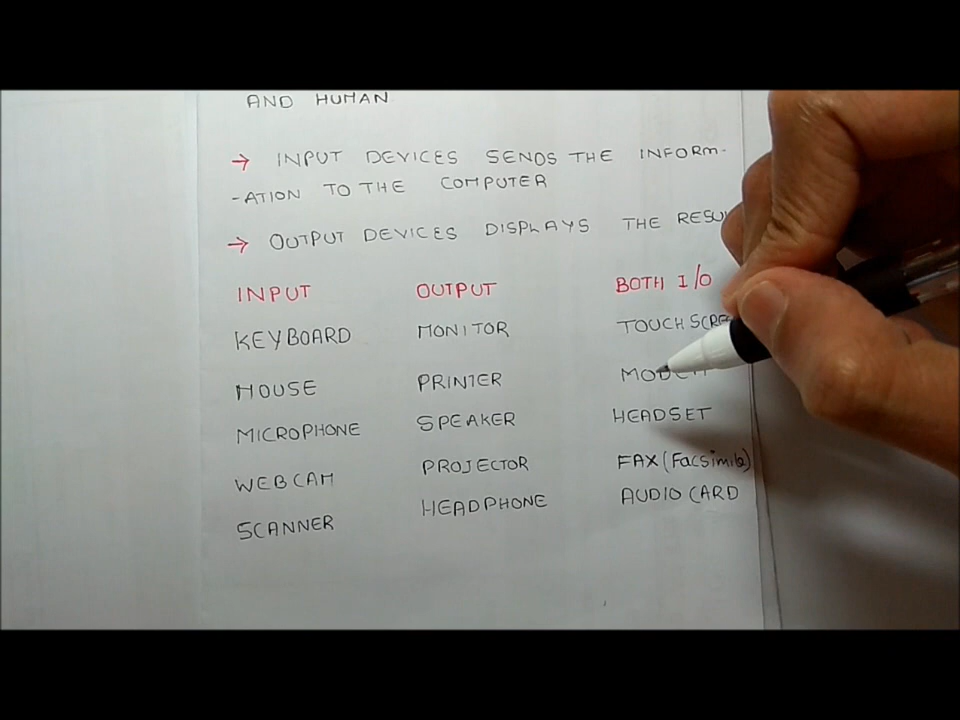 AND HUMAN
→ INPUT DEVICES SENDS THE INFORM-
-ATION TO THE COMPUTER
→ OUTPUT DEVICES DISPLAYS THE
INPUT OUTPUT BOTH I/O
KEYBOARD MONITOR TOUCH
MOUSE PRINTER
MICROPHONE SPEAKER HEADSET
WEBCAM PROJECTOR FAX (Facsimile)
SCANNER HEADPHONE AUDIO CARD